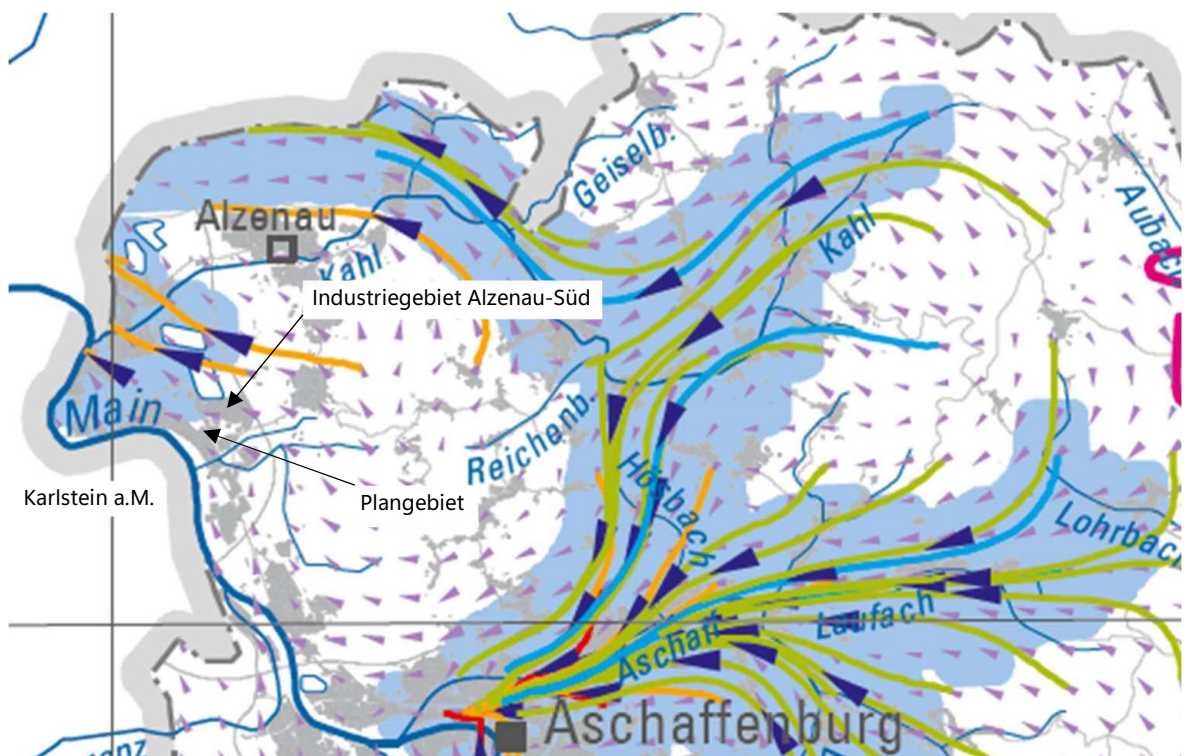 Geiselb.
Aubach
Alzenau
Kahl
Kahl
Industriegebiet Alzenau-Süd
Main
Reichenb.
Hösbach
Karlstein a.M.
Plangebiet
Lohrbach
Laufach
Aschaff
Aschaffenburg